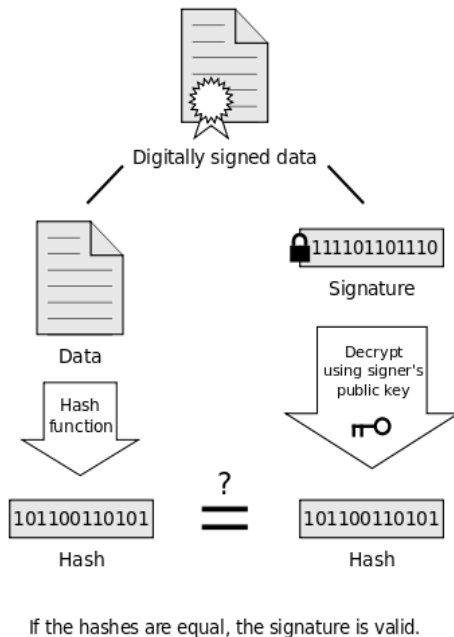 Digitally signed data
111101101110
Signature
Data
Decrypt
using signer's
public key
Hash
function
?
=
101100110101
Hash
101100110101
Hash
If the hashes are equal, the signature is valid.